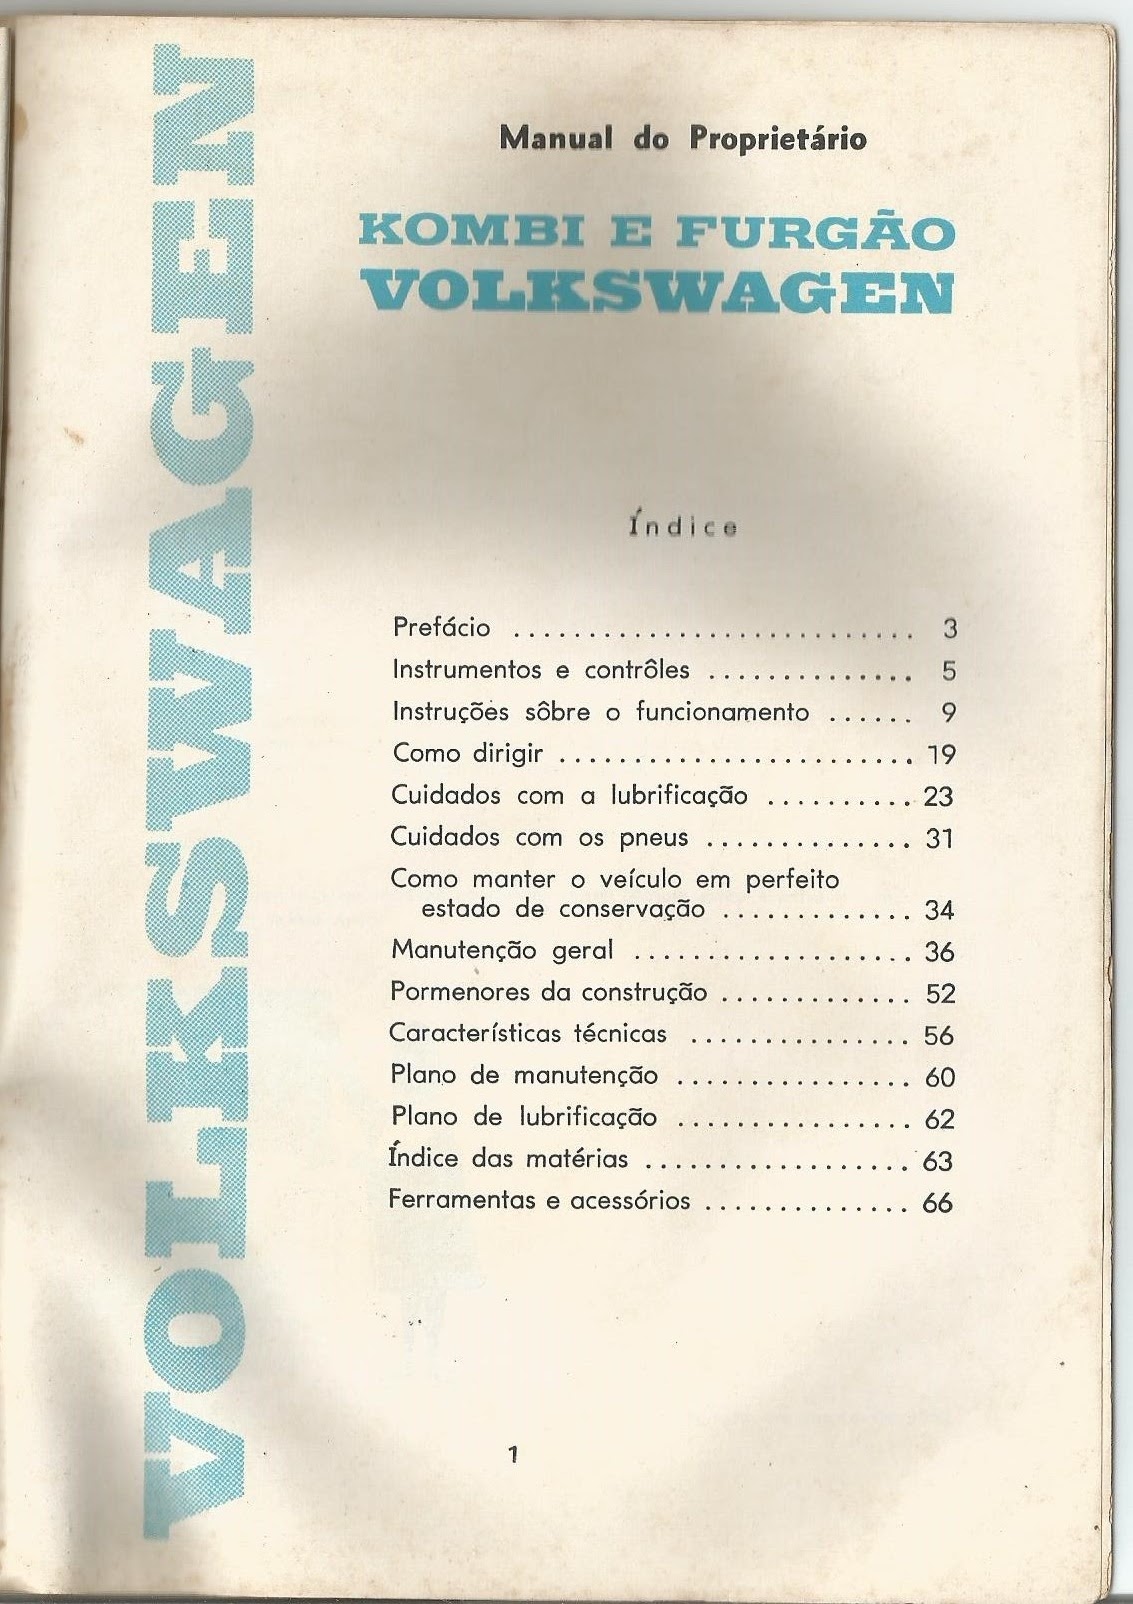 VOLKSWAGEN
Manual do Proprietário
KOMBI E FURGÃO
VOLKSWAGEN
Índice
Prefácio ........................... 3
Instrumentos e contrôles .............. 5
Instruções sôbre o funcionamento ...... 9
Como dirigir ........................ 19
Cuidados com a lubrificação .......... 23
Cuidados com os pneus .............. 31
Como manter o veículo em perfeito
estado de conservação ............. 34
Manutenção geral ................... 36
Pormenores da construção ............. 52
Características técnicas ............... 56
Plano de manutenção ................ 60
Plano de lubrificação ................ 62
Índice das matérias .................. 63
Ferramentas e acessórios .............. 66
1